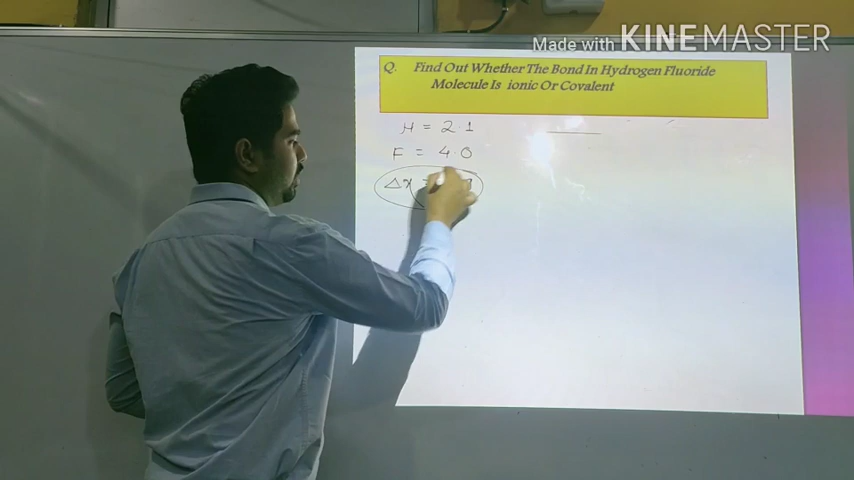 Made with KINEMASTER
Q. Find Out Whether The Bond In Hydrogen Fluoride
Molecule Is ionic Or Covalent
H = 2.1
F = 4.0
Δx =